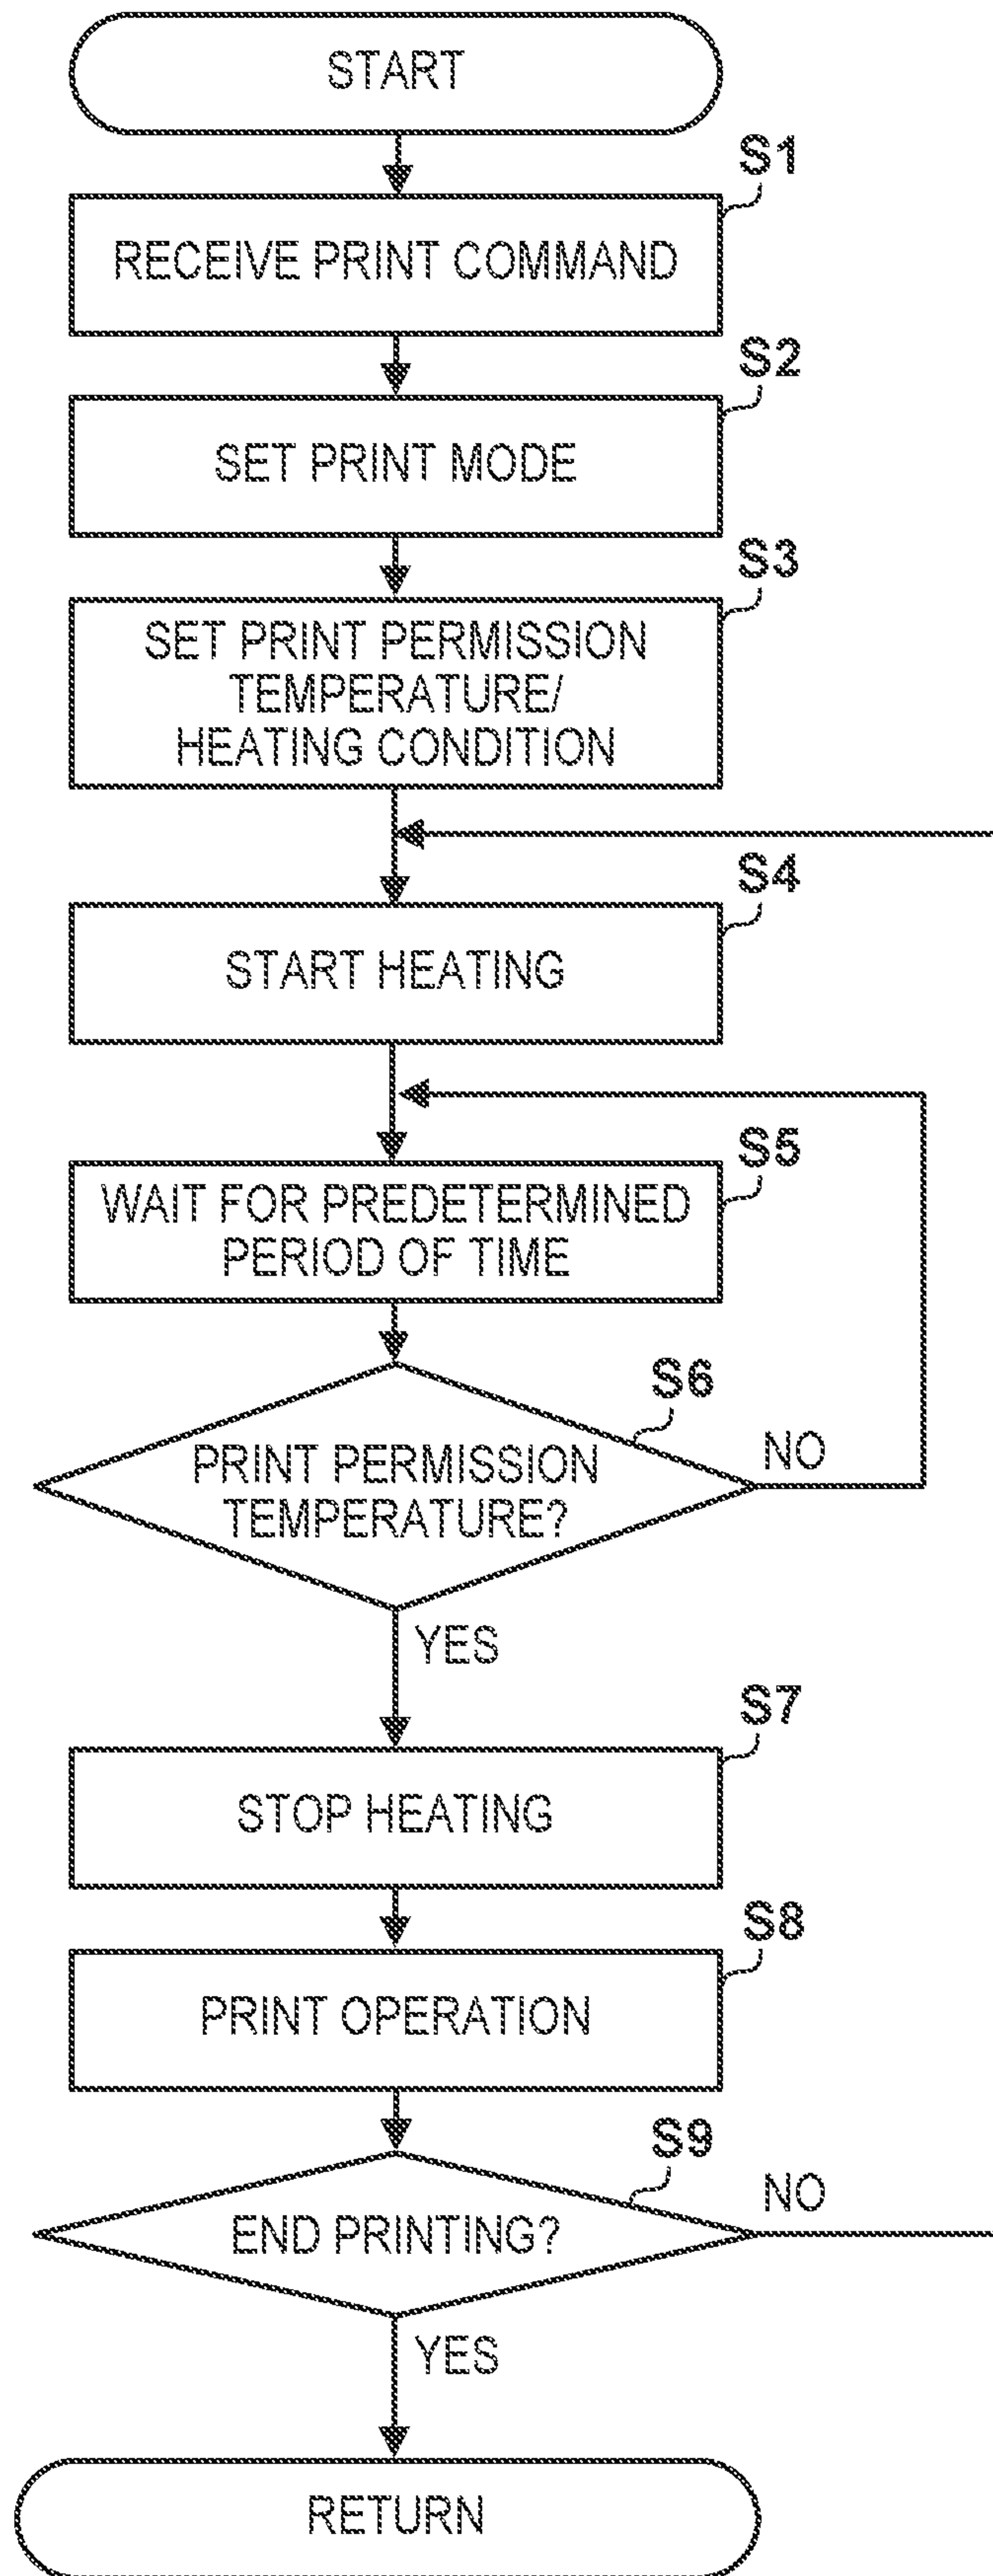 START
S1
RECEIVE PRINT COMMAND
S2
SET PRINT MODE
S3
SET PRINT PERMISSION
TEMPERATURE/
HEATING CONDITION
S4
START HEATING
S5
WAIT FOR PREDETERMINED
PERIOD OF TIME
S6
PRINT PERMISSION
TEMPERATURE?
NO
YES
S7
STOP HEATING
S8
PRINT OPERATION
S9
END PRINTING?
NO
YES
RETURN